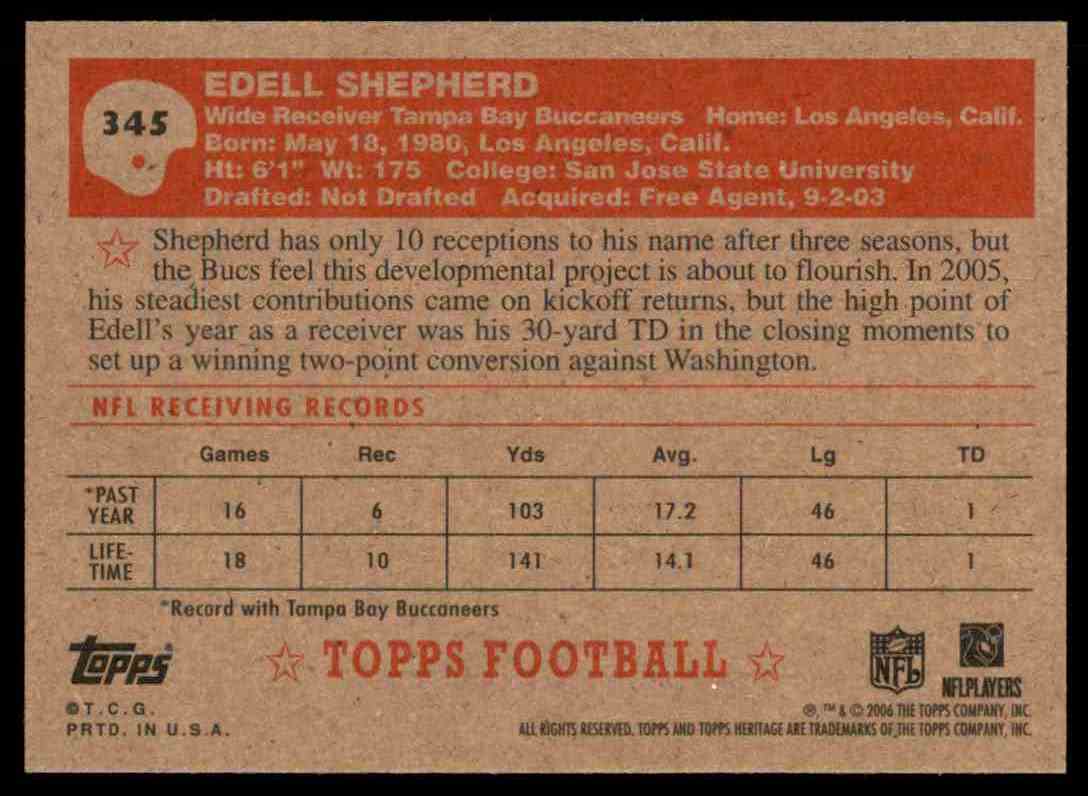 345
EDELL SHEPHERD
Wide Receiver Tampa Bay Buccaneers Home: Los Angeles, Calif.
Born: May 18, 1980, Los Angeles, Calif.
Ht: 6'1" Wt: 175 College: San Jose State University
Drafted: Not Drafted Acquired: Free Agent, 9-2-03
Shepherd has only 10 receptions to his name after three seasons, but
the Bucs feel this developmental project is about to flourish. In 2005,
his steadiest contributions came on kickoff returns, but the high point of
Edell's year as a receiver was his 30-yard TD in the closing moments to
set up a winning two-point conversion against Washington.
NFL RECEIVING RECORDS
Games Rec Yds Avg. Lg TD
*PAST YEAR 16 6 103 17.2 46 1
LIFE-TIME 18 10 141 14.1 46 1
*Record with Tampa Bay Buccaneers
TOPPS TOPPS FOOTBALL NFL NFLPLAYERS
©T.C.G.
PRTD. IN U.S.A.
®, ™ & © 2006 THE TOPPS COMPANY, INC.
ALL RIGHTS RESERVED. TOPPS AND TOPPS HERITAGE ARE TRADEMARKS OF THE TOPPS COMPANY, INC.